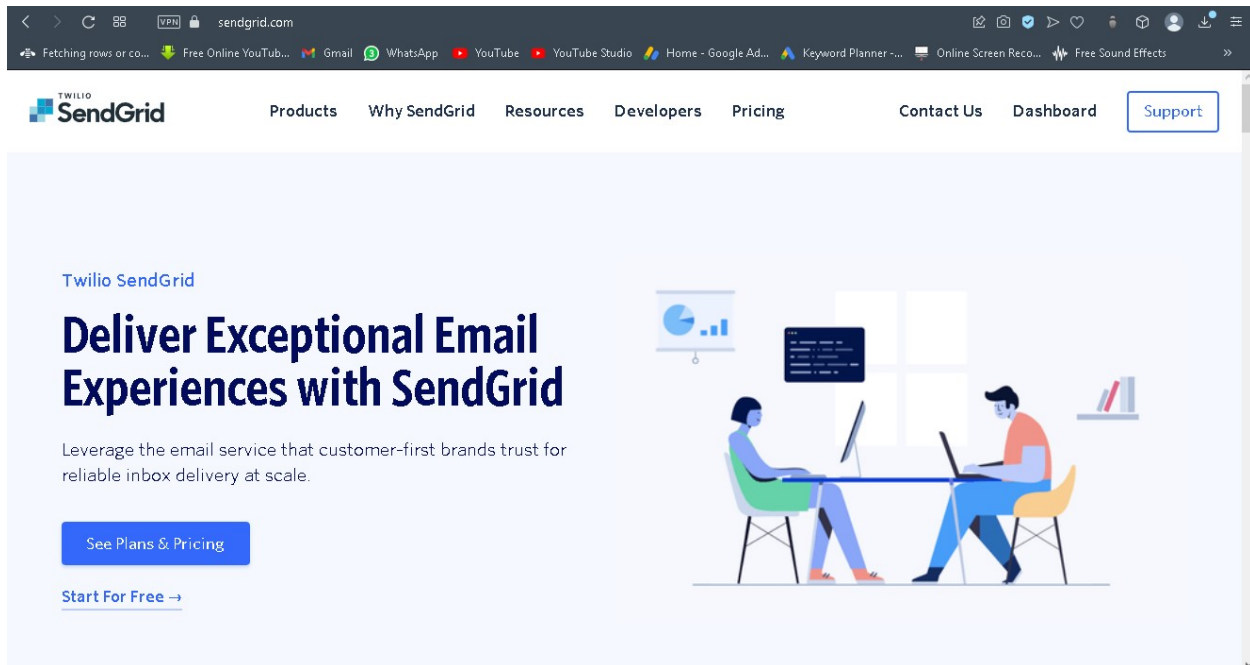 VPN sendgrid.com
Fetching rows or co... Free Online YouTub... Gmail 3 WhatsApp YouTube YouTube Studio Home - Google Ad... Keyword Planner -... Online Screen Reco... Free Sound Effects »
TWILIO
SendGrid
Products Why SendGrid Resources Developers Pricing Contact Us Dashboard Support
Twilio SendGrid
Deliver Exceptional Email
Experiences with SendGrid
Leverage the email service that customer-first brands trust for
reliable inbox delivery at scale.
See Plans & Pricing
Start For Free →